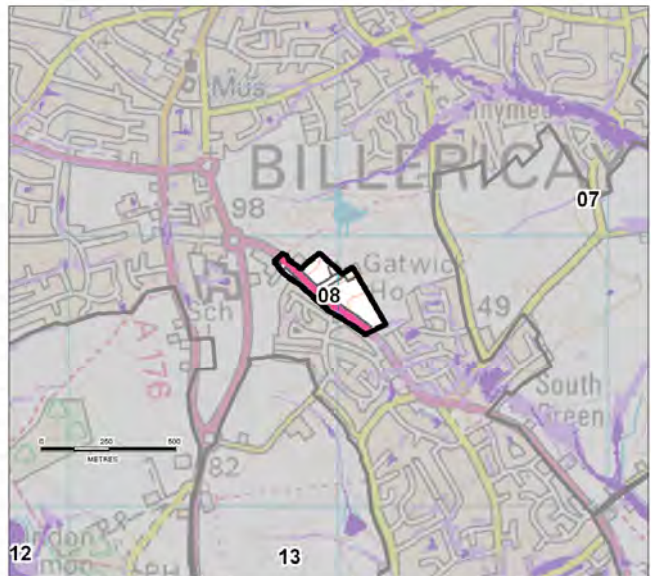 Mus
nymed
BILLERICAY
07
98
Gatwick
Ho
08
Sch
49
A 176
South
Green
0 250 500
METRES
82
12
13